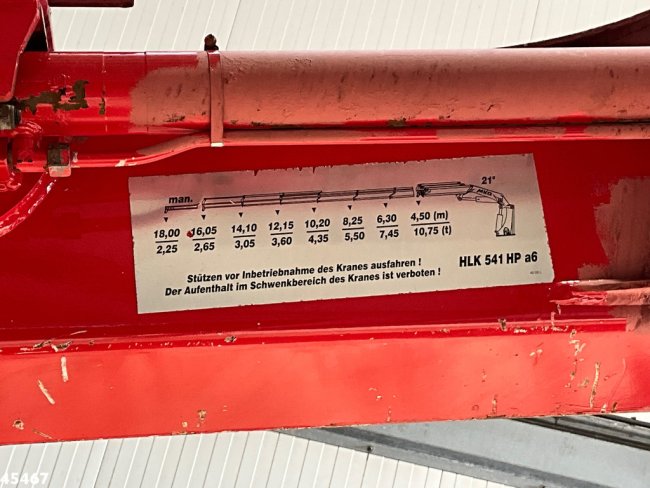 man.
21°
18,00 16,05 14,10 12,15 10,20 8,25 6,30 4,50 (m)
2,25 2,65 3,05 3,60 4,35 5,50 7,45 10,75 (t)
Stützen vor Inbetriebnahme des Kranes ausfahren !
Der Aufenthalt im Schwenkbereich des Kranes ist verboten !
HLK 541 HP a6
45467